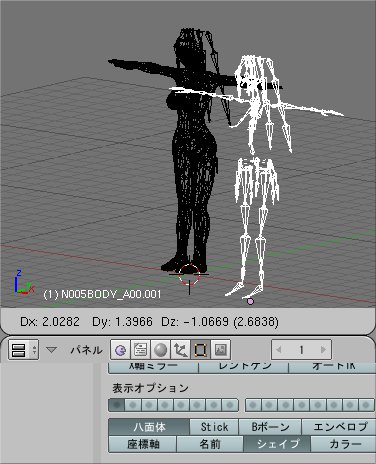 z
x
(1) N005BODY_A00.001
Dx: 2.0282 Dy: 1.3966 Dz: -1.0669 (2.6838)
パネル
1
X軸ミラー レントゲン オートIK
表示オプション
八面体 Stick Bボーン エンベロプ
座標軸 名前 シェイプ カラー